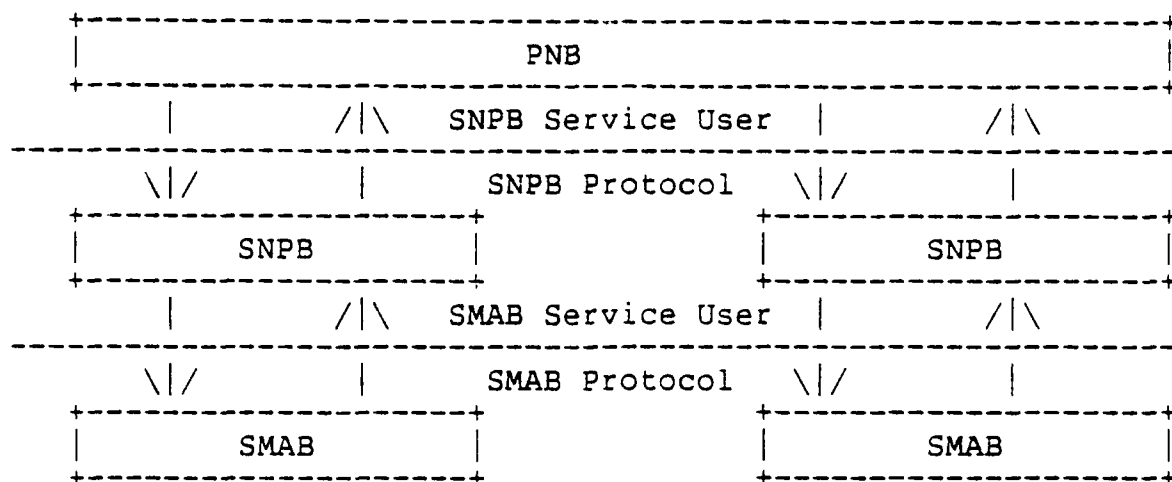 PNB
SNPB Service User
SNPB Protocol
SNPB SNPB
SMAB Service User
SMAB Protocol
SMAB SMAB